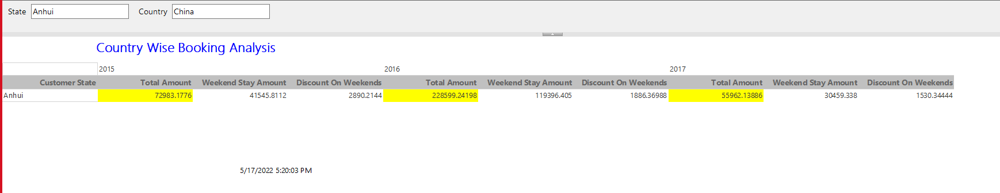 State Anhui Country China
Country Wise Booking Analysis
2015 2016 2017
Customer State Total Amount Weekend Stay Amount Discount On Weekends Total Amount Weekend Stay Amount Discount On Weekends Total Amount Weekend Stay Amount Discount On Weekends
Anhui 72983.1776 41545.8112 2890.2144 228599.24198 119396.405 1886.36988 55962.13886 30459.338 1530.34444
5/17/2022 5:20:03 PM